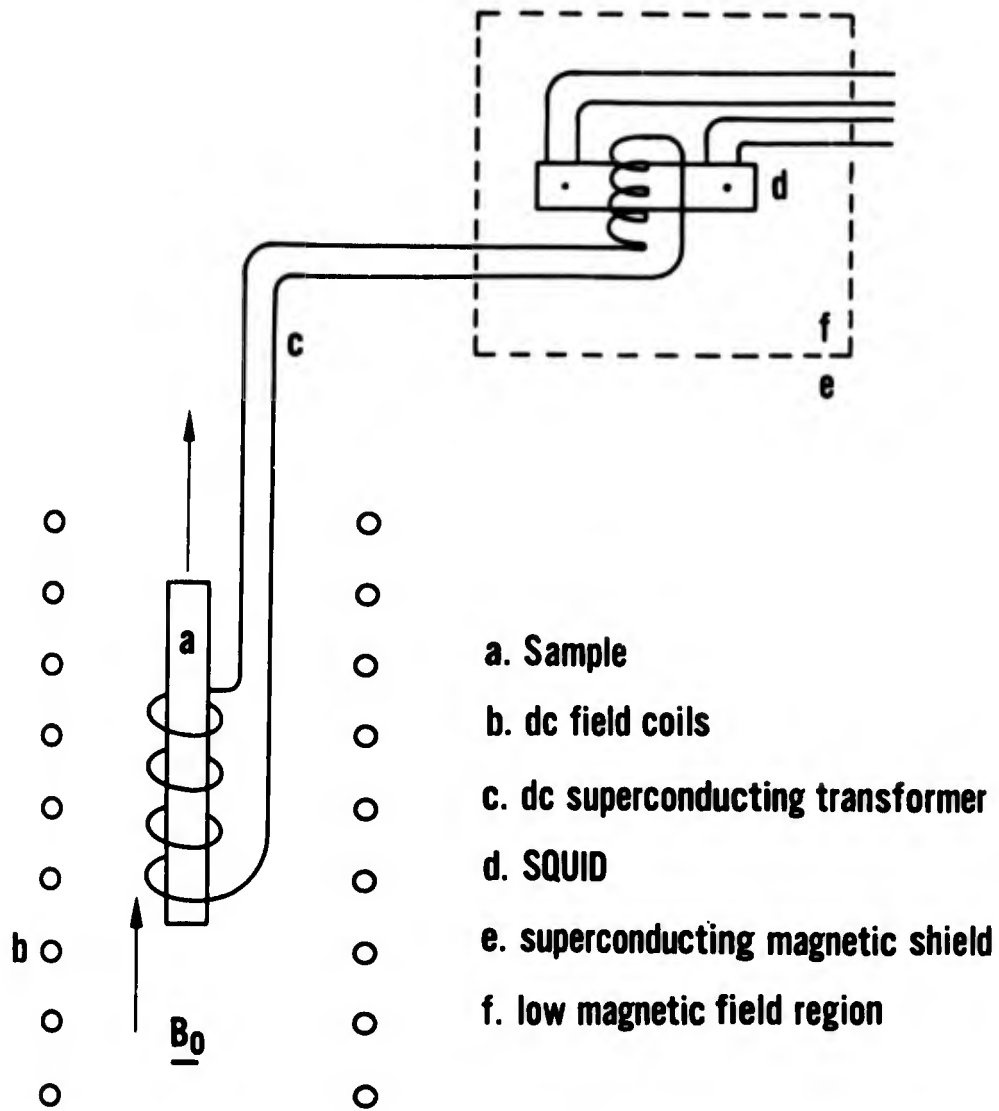 d
c
f
e
a
a. Sample
b. dc field coils
c. dc superconducting transformer
d. SQUID
e. superconducting magnetic shield
b
f. low magnetic field region
B0